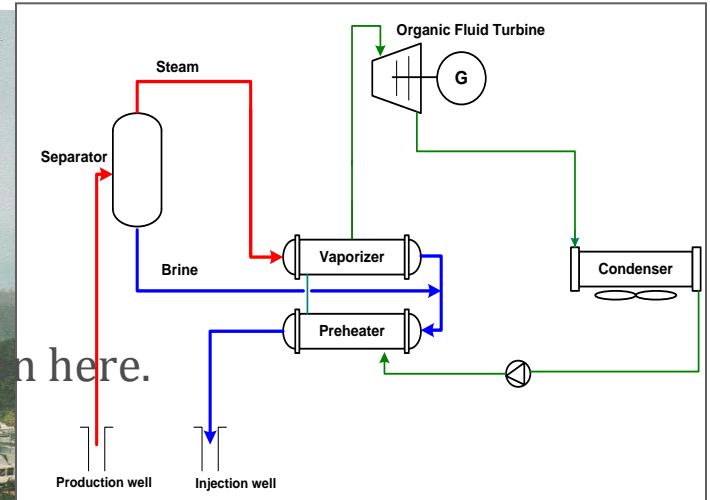 Organic Fluid Turbine
Steam
G
Separator
Vaporizer
Condenser
Brine
Preheater
n here.
Production well
Injection well